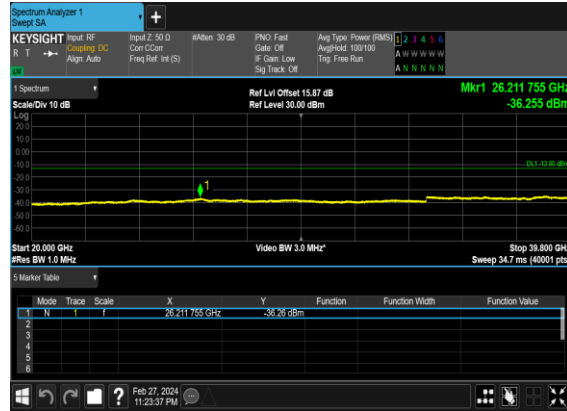 Spectrum Analyzer 1
Swept SA
+
KEYSIGHT Input: RF Input Z: 50 Ω #Atten: 30 dB PNO: Fast Avg Type: Power (RMS) 1 2 3 4 5 6
R T Coupling: DC Corr CCorr Gate: Off Avg|Hold: 100/100 A W W W W W
Align: Auto Freq Ref: Int (S) IF Gain: Low Trig: Free Run
Sig Track: Off A N N N N N
1 Spectrum Ref Lvl Offset 15.87 dB Mkr1 26.211 755 GHz
Scale/Div 10 dB Ref Level 30.00 dBm -36.255 dBm
Log
20.0
10.0
0.00
-10.0 DL1 -13.00 dBm
-20.0
-30.0 1
-40.0
-50.0
-60.0
Start 20.000 GHz Video BW 3.0 MHz* Stop 39.800 GHz
#Res BW 1.0 MHz Sweep 34.7 ms (40001 pts)
5 Marker Table
Mode Trace Scale X Y Function Function Width Function Value
1 N 1 f 26.211 755 GHz -36.26 dBm
2
3
4
5
6
? Feb 27, 2024
11:23:37 PM